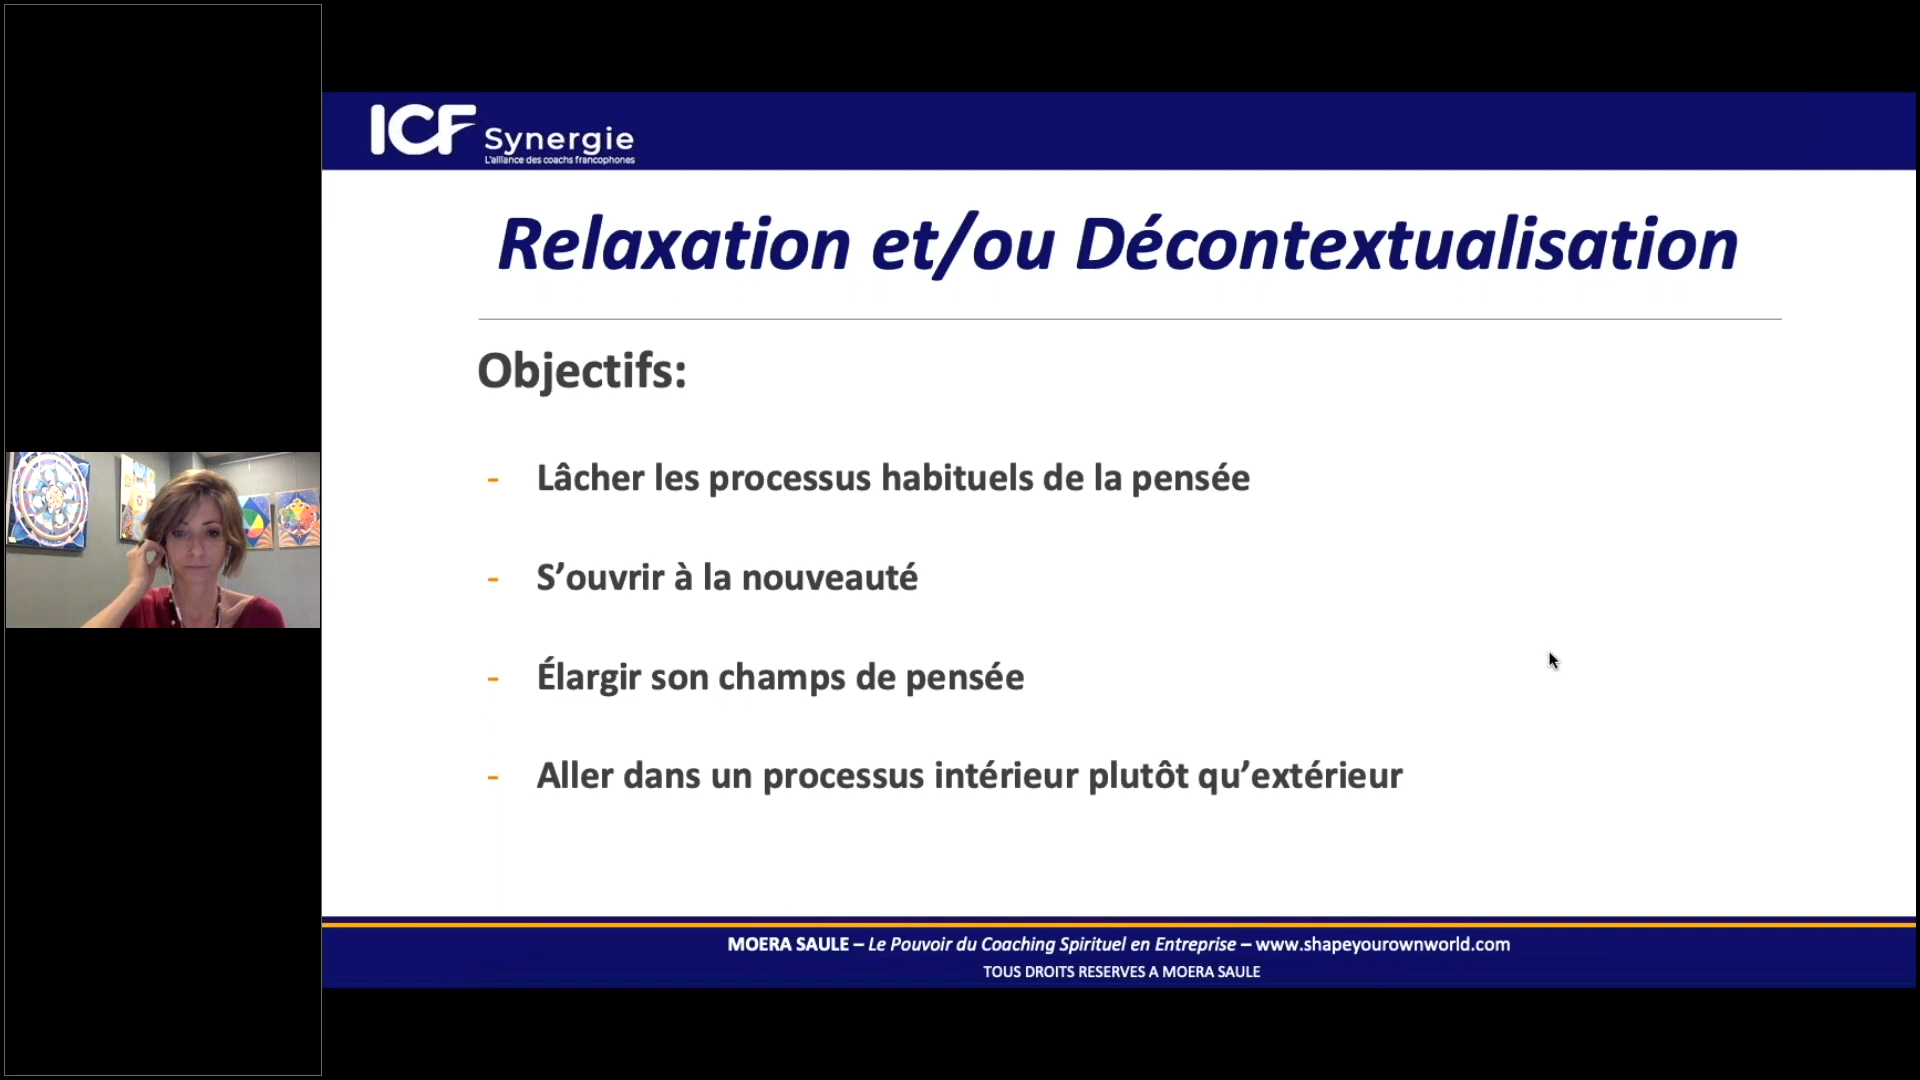 ICF Synergie
L'alliance des coachs francophones
Relaxation et/ou Décontextualisation
Objectifs:
- Lâcher les processus habituels de la pensée
- S’ouvrir à la nouveauté
- Élargir son champs de pensée
- Aller dans un processus intérieur plutôt qu’extérieur
MOERA SAULE – Le Pouvoir du Coaching Spirituel en Entreprise – www.shapeyourownworld.com
TOUS DROITS RESERVES A MOERA SAULE